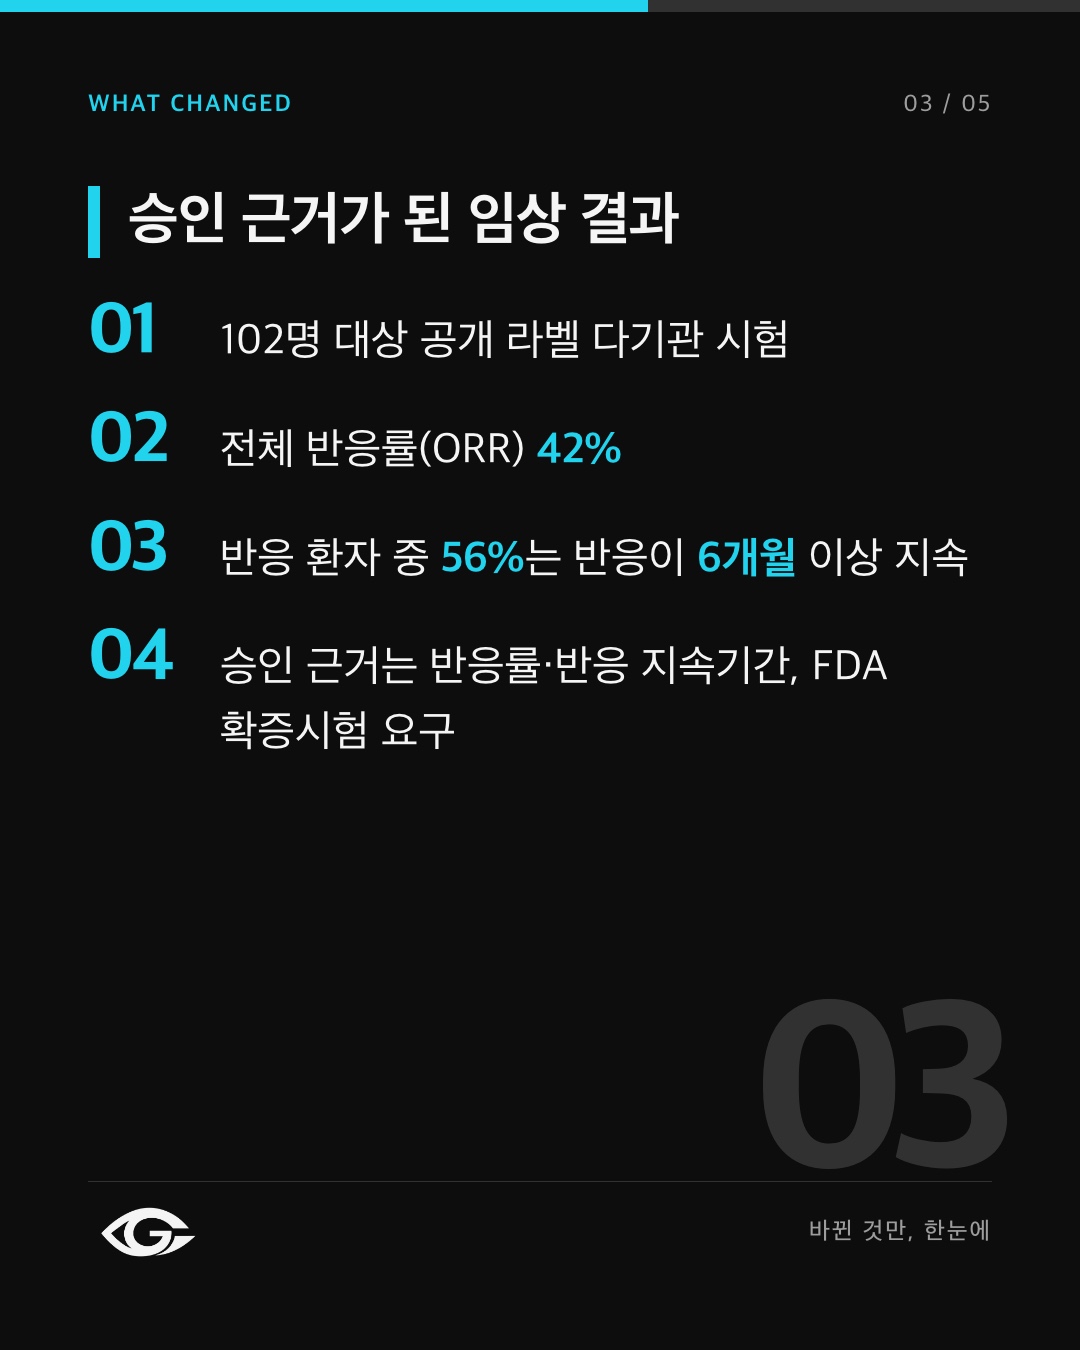 WHAT CHANGED
03 / 05
승인 근거가 된 임상 결과
01 102명 대상 공개 라벨 다기관 시험
02 전체 반응률(ORR) 42%
03 반응 환자 중 56%는 반응이 6개월 이상 지속
04 승인 근거는 반응률·반응 지속기간, FDA
확증시험 요구
03
G
바뀐 것만, 한눈에